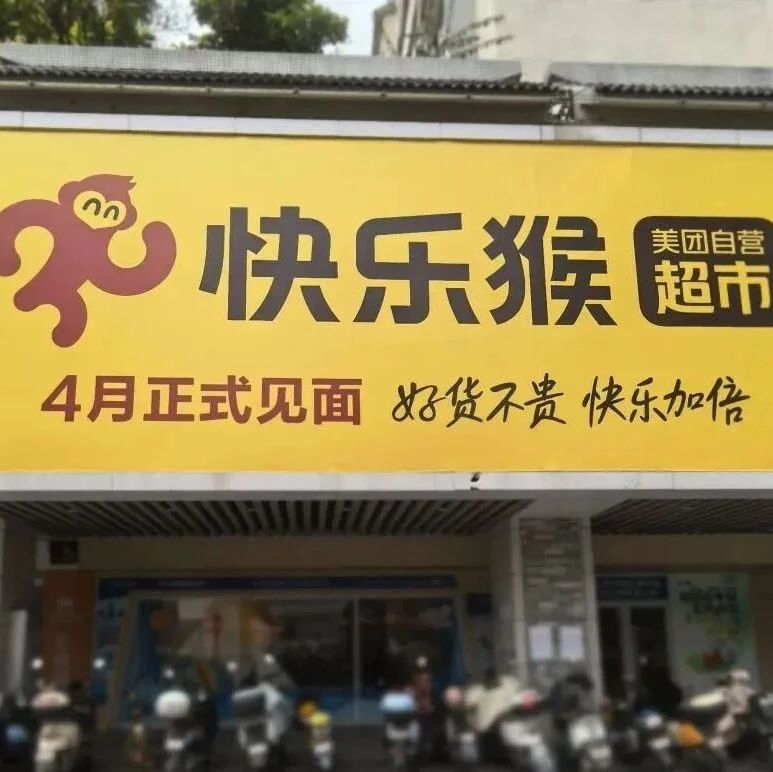 快乐猴
美团自营
超市
4月正式见面 好货不贵 快乐加倍